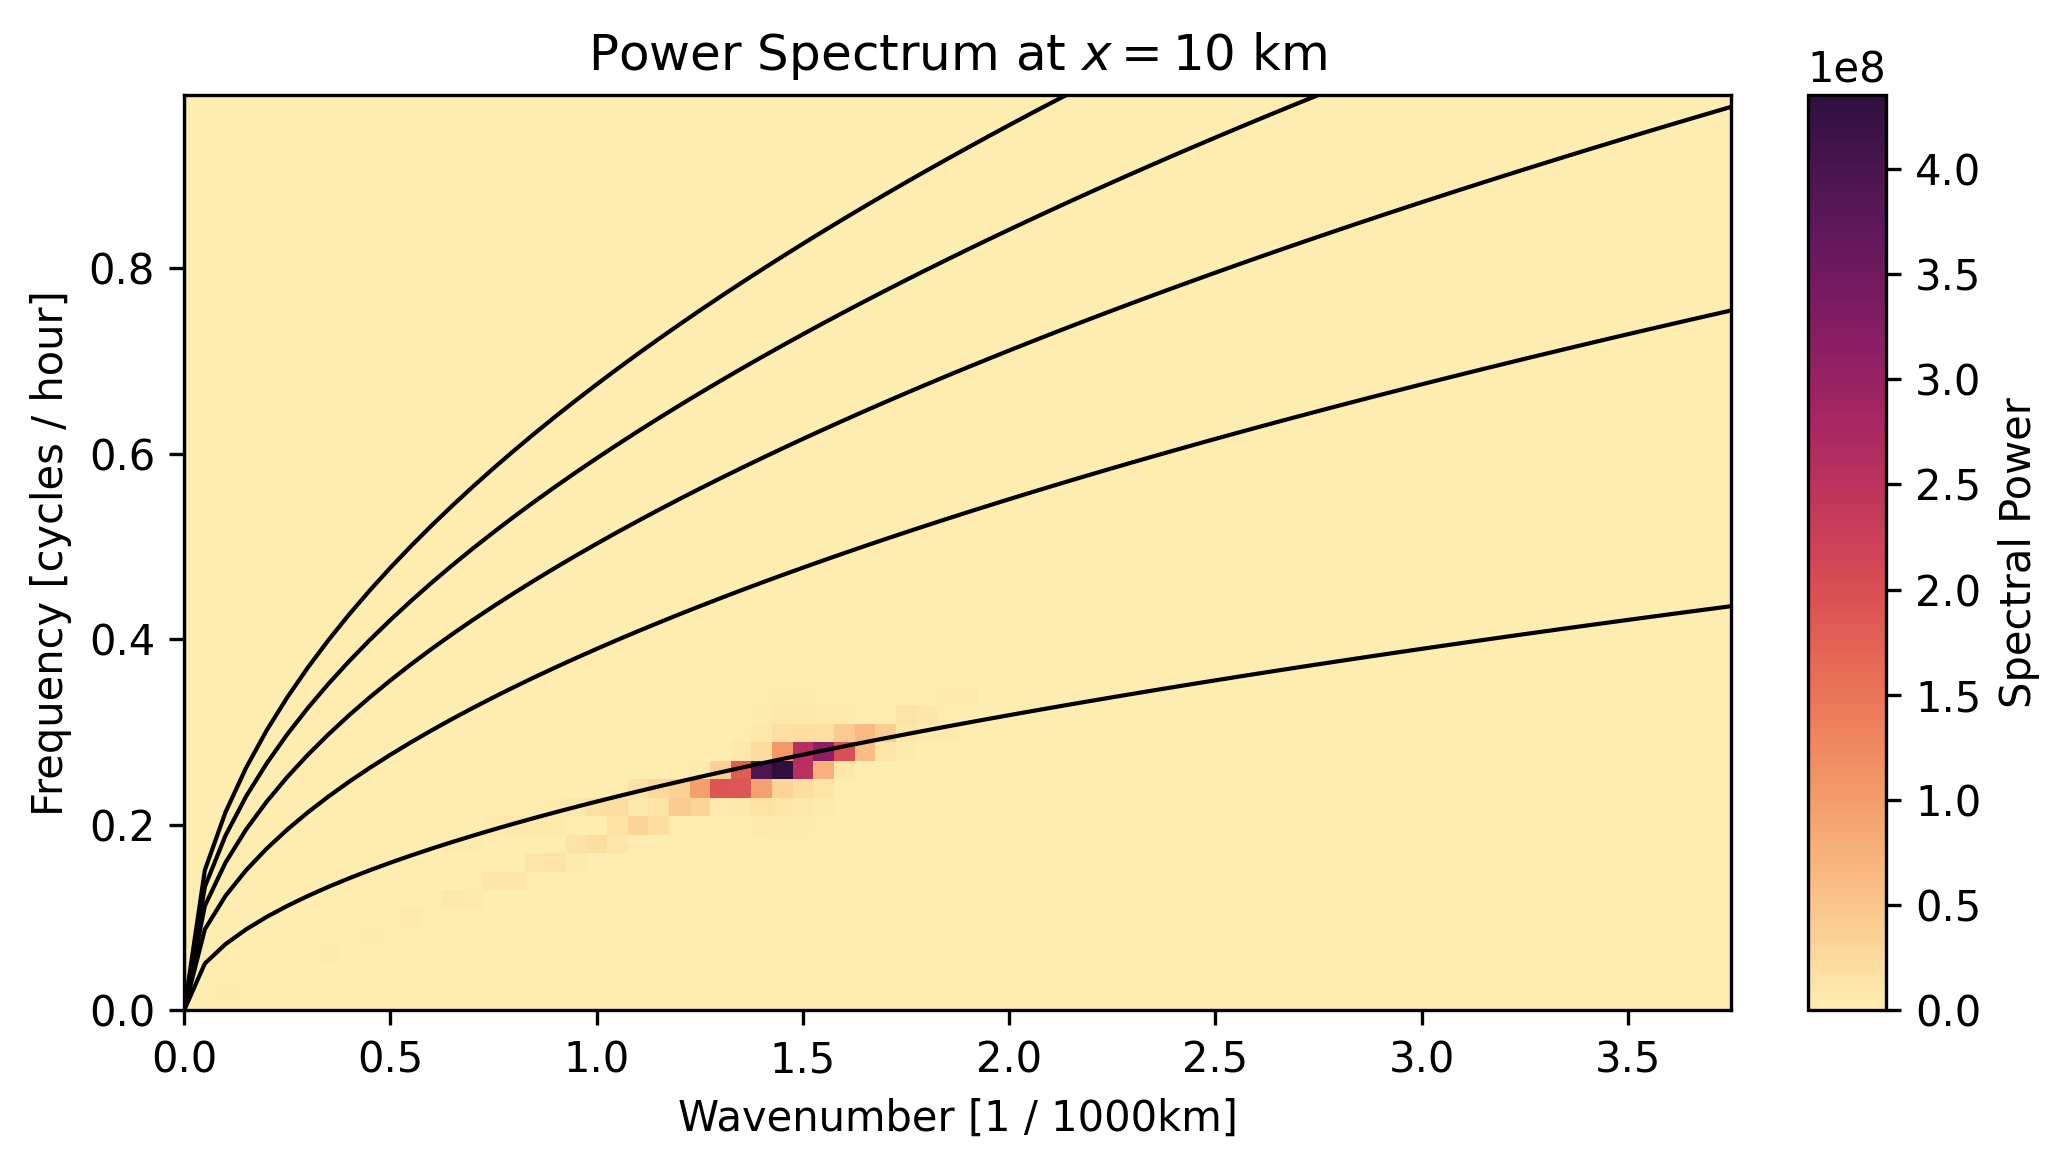 Power Spectrum at x = 10 km
1e8
Frequency [cycles / hour]
0.8
0.6
0.4
0.2
0.0
0.0 0.5 1.0 1.5 2.0 2.5 3.0 3.5
Wavenumber [1 / 1000km]
4.0
3.5
3.0
2.5
2.0
1.5
1.0
0.5
0.0
Spectral Power